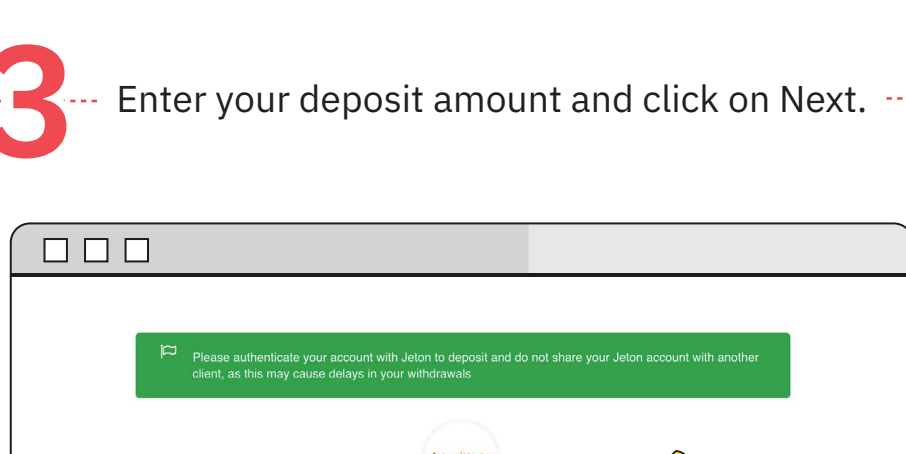 3
Enter your deposit amount and click on Next.
Please authenticate your account with Jeton to deposit and do not share your Jeton account with another
client, as this may cause delays in your withdrawals